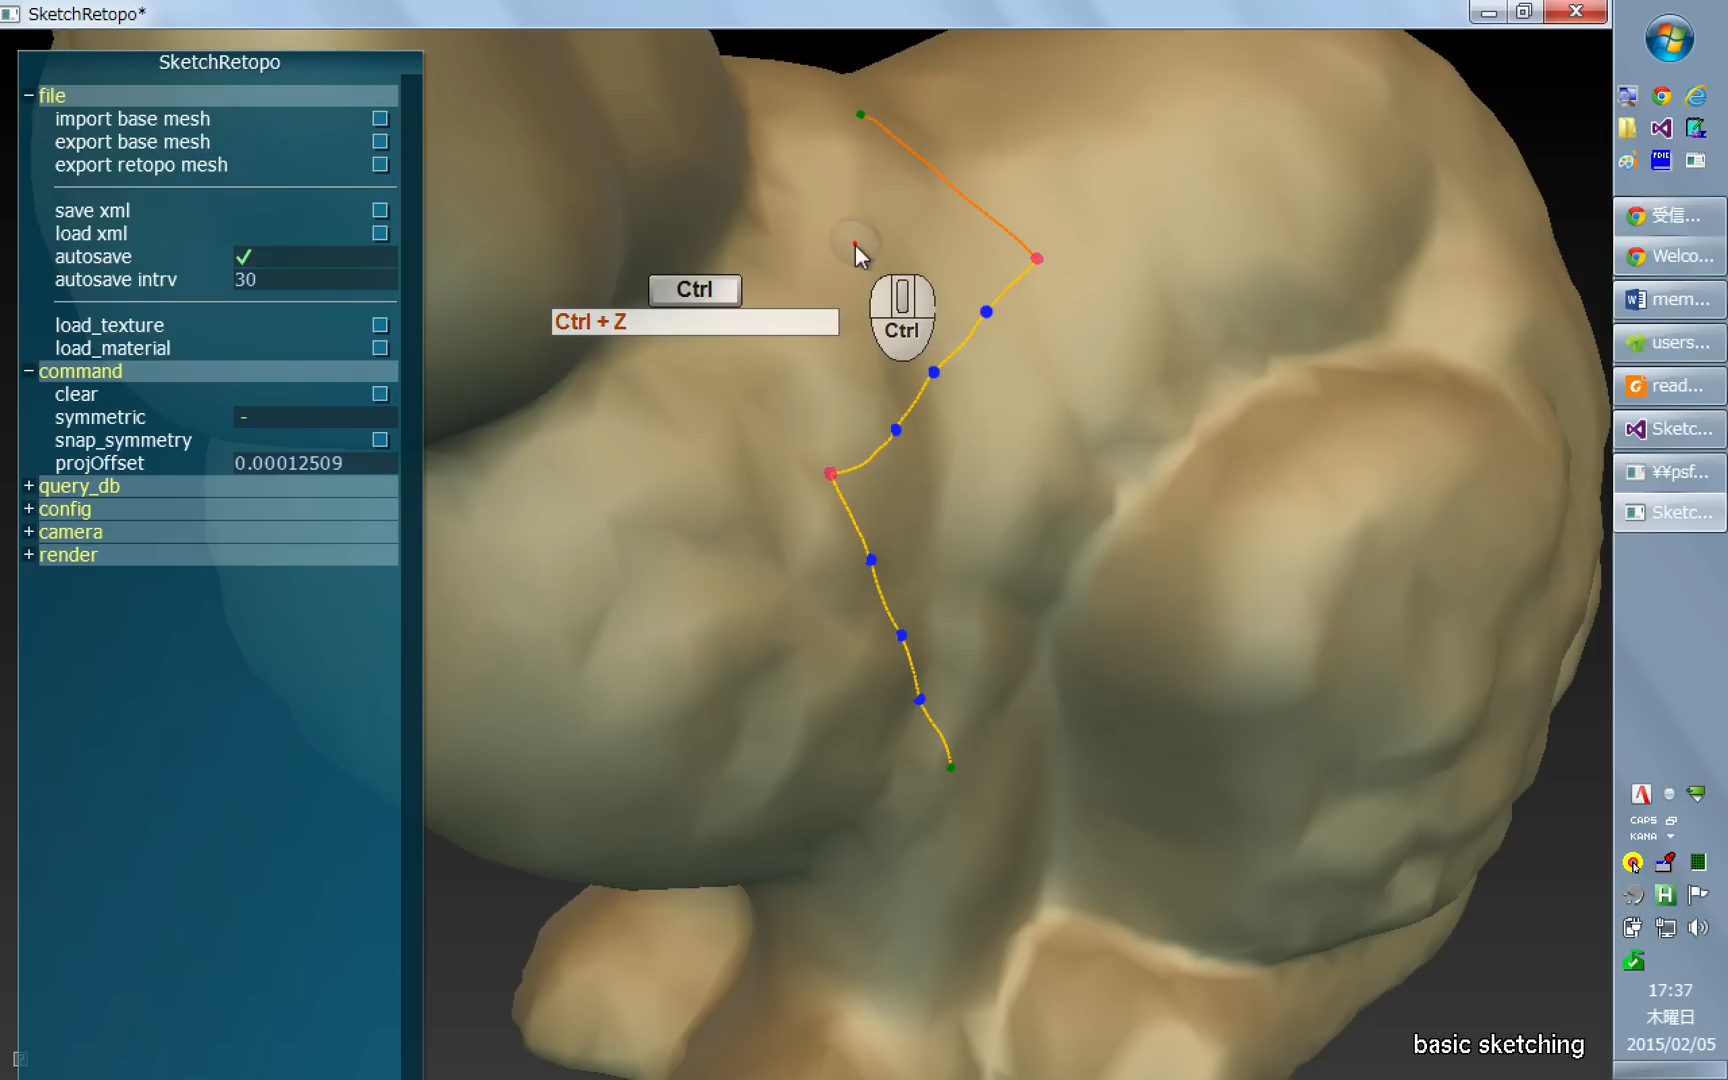 SketchRetopo*
SketchRetopo
file
import base mesh
export base mesh
export retopo mesh
save xml
load xml
autosave
autosave intrv 30
load_texture
load_material
command
clear
symmetric -
snap_symmetry
projOffset 0.00012509
query_db
config
camera
render
Ctrl
Ctrl + Z
Ctrl
basic sketching
PDIC
受信...
Welco...
mem...
users...
read...
Sketc...
¥¥psf...
Sketc...
A
CAPS
KANA
H
17:37
木曜日
2015/02/05